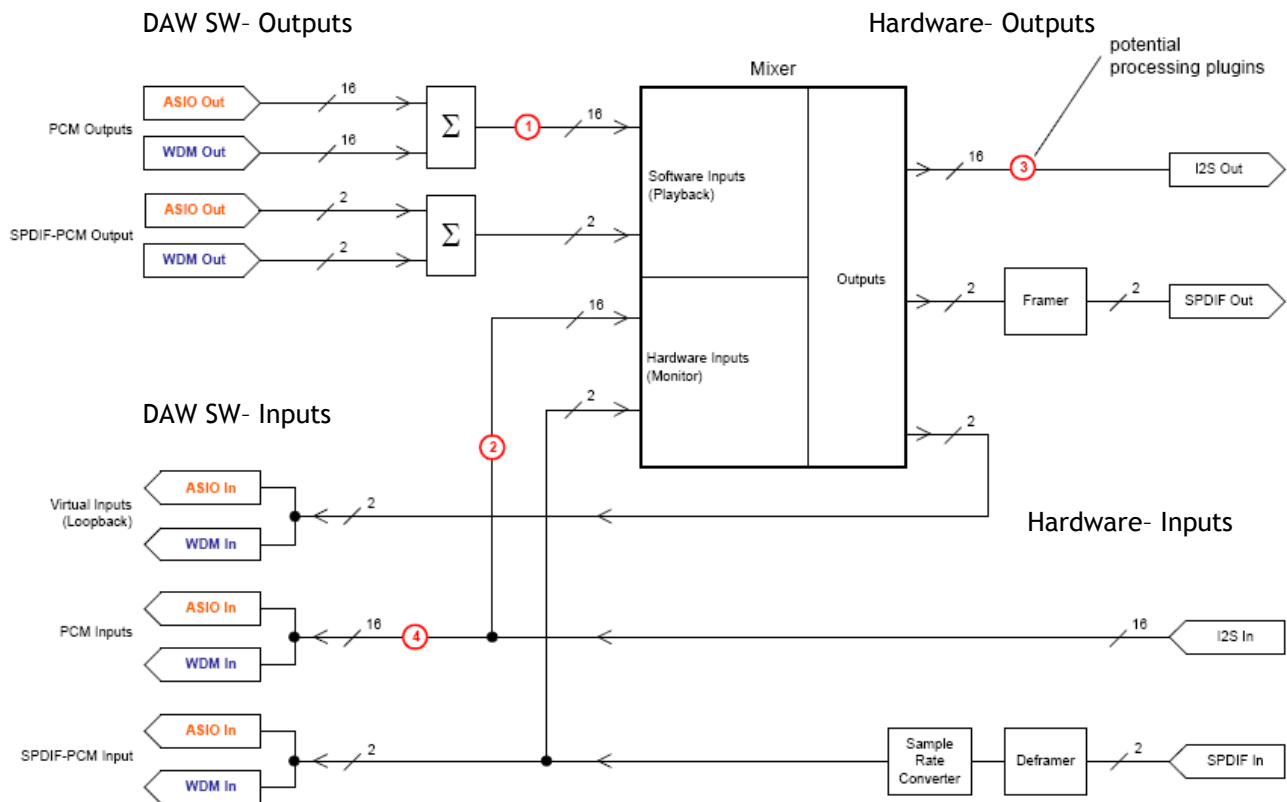 DAW SW- Outputs
Hardware- Outputs
potential
processing plugins
Mixer
ASIO Out
16
PCM Outputs
WDM Out
16
Σ
1
16
Software Inputs
(Playback)
16
3
I2S Out
ASIO Out
2
SPDIF-PCM Output
WDM Out
2
Σ
2
Outputs
2
Framer
2
SPDIF Out
16
Hardware Inputs
(Monitor)
2
2
DAW SW- Inputs
2
Virtual Inputs
(Loopback)
ASIO In
WDM In
2
Hardware- Inputs
PCM Inputs
ASIO In
WDM In
16
4
16
I2S In
SPDIF-PCM Input
ASIO In
WDM In
2
Sample
Rate
Converter
Deframer
2
SPDIF In